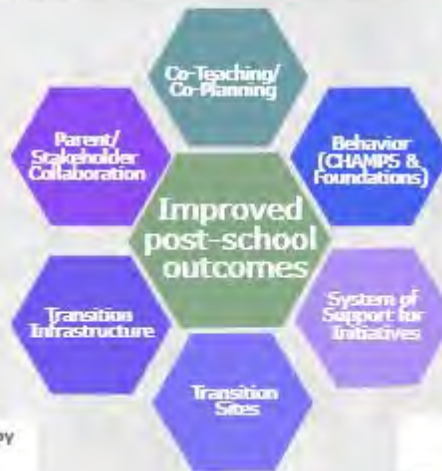 Co-Teaching/
Co-Planning
Parent/
Stakeholder
Collaboration
Behavior
(CHAMPS &
Foundations)
Improved
post-school
outcomes
Transition
Infrastructure
System of
Support for
Initiatives
Transition
Sites